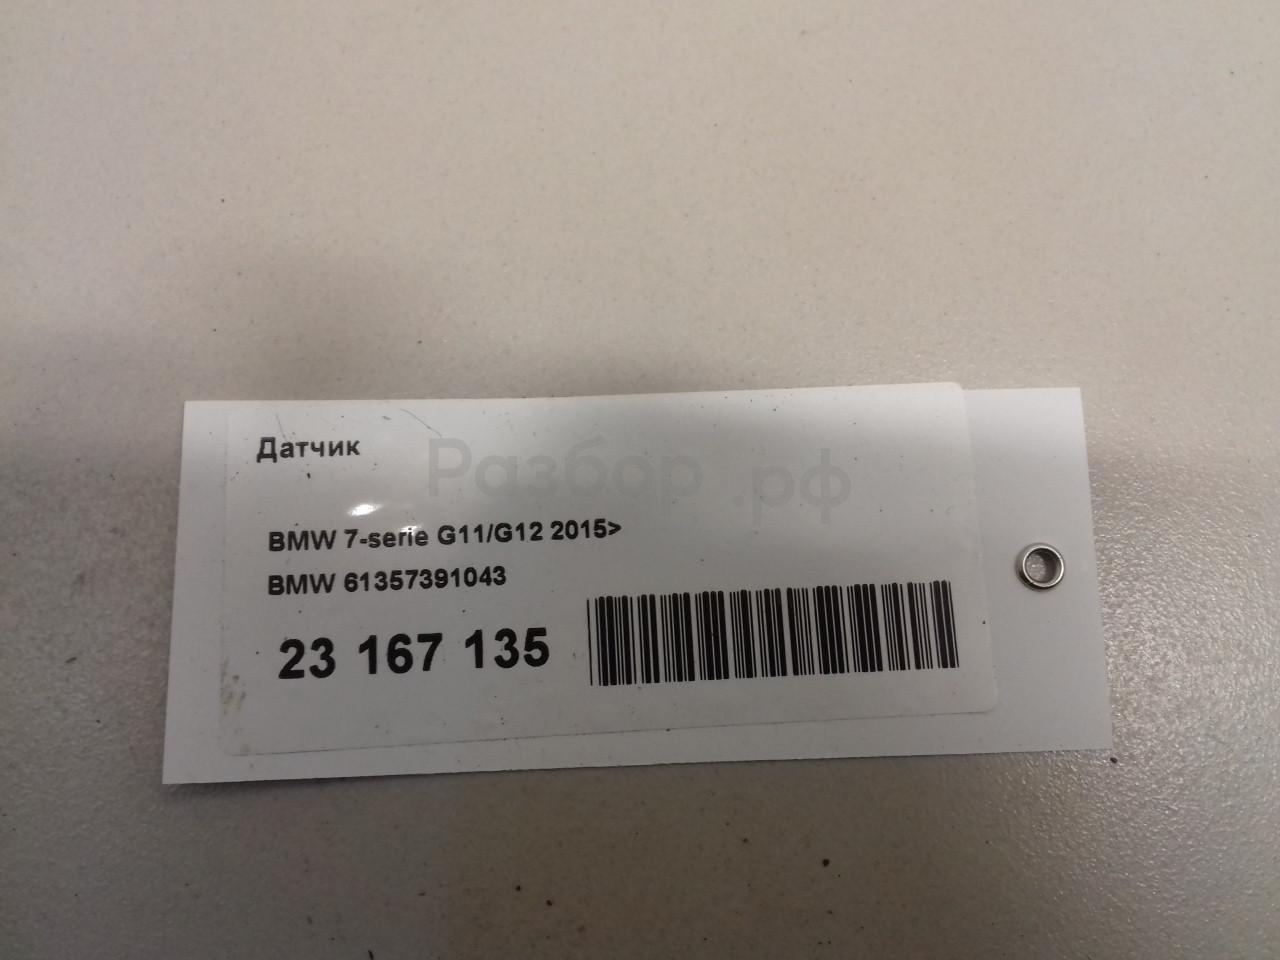 Датчик
Разбор.рф
BMW 7-serie G11/G12 2015>
BMW 61357391043
23 167 135